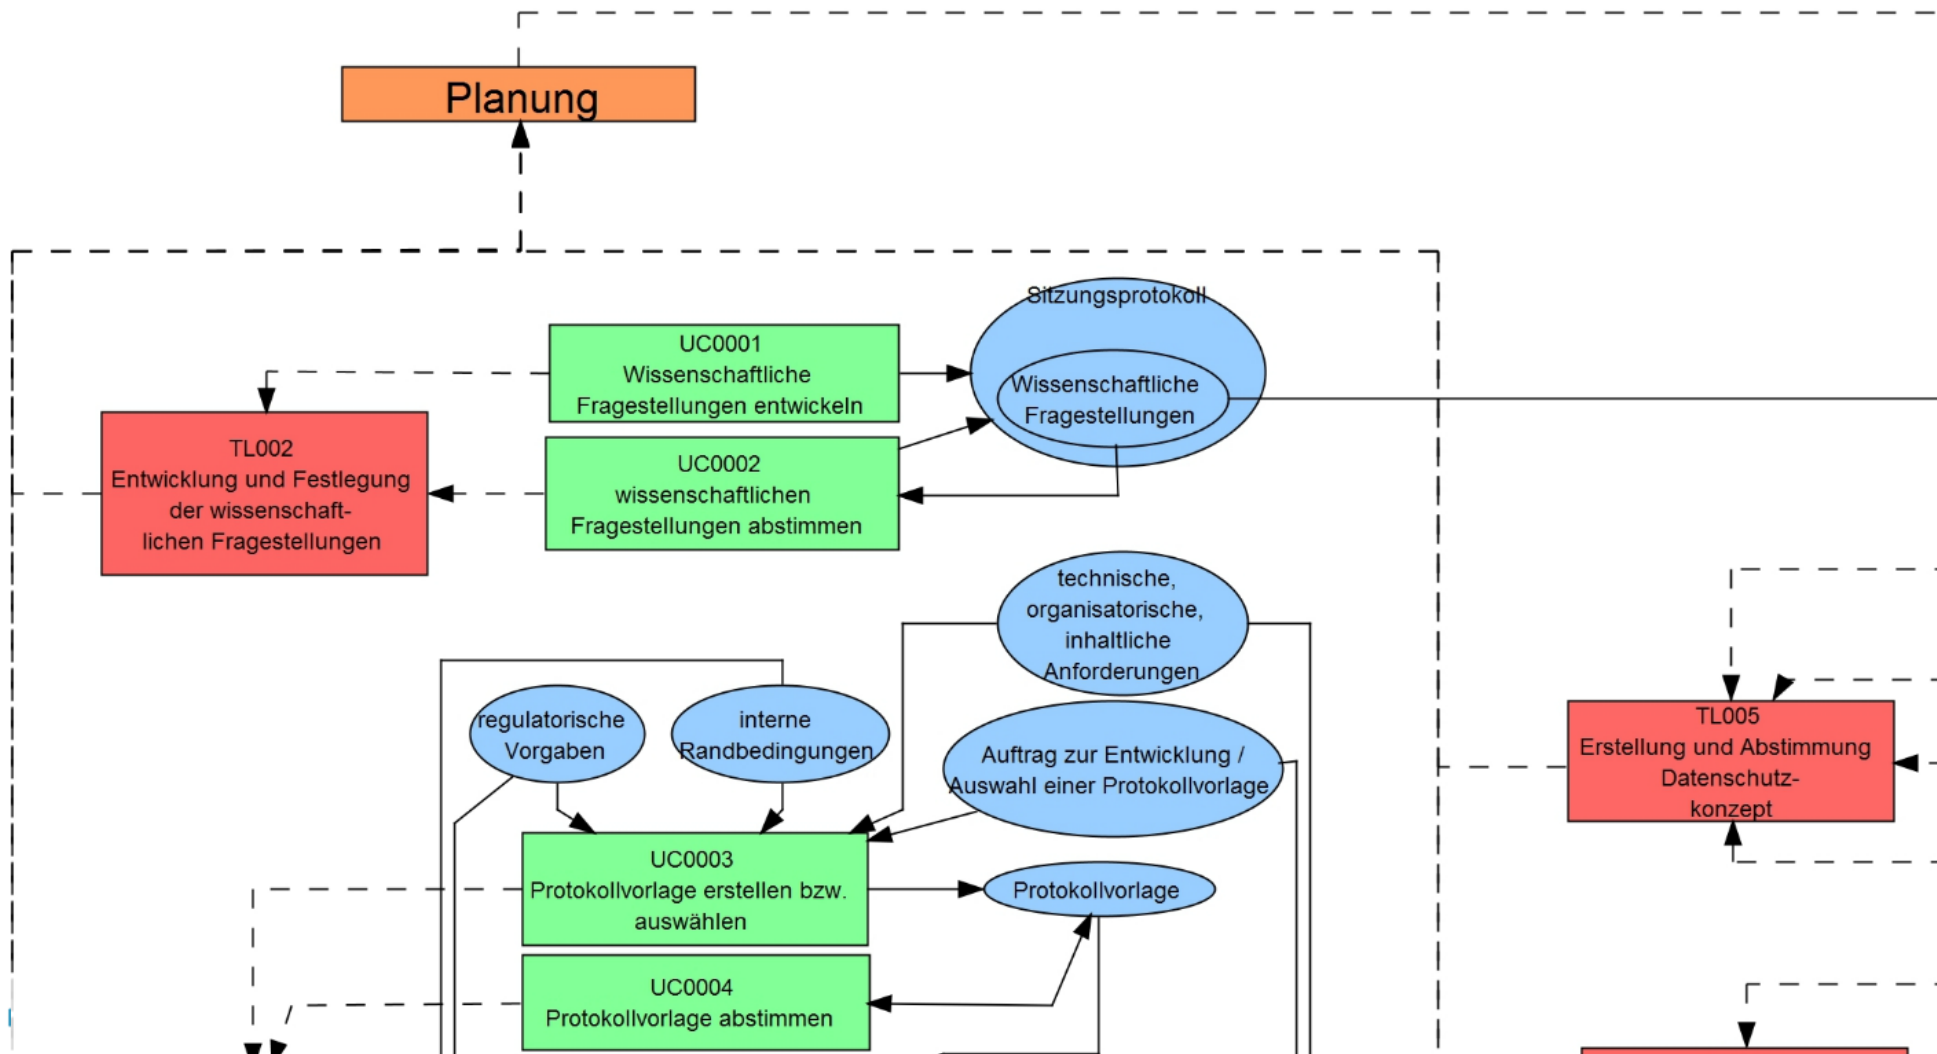 Planung
Sitzungsprotokoll
UC0001
Wissenschaftliche
Fragestellungen entwickeln
Wissenschaftliche
Fragestellungen
TL002
Entwicklung und Festlegung
der wissenschaft-
lichen Fragestellungen
UC0002
wissenschaftlichen
Fragestellungen abstimmen
technische,
organisatorische,
inhaltliche
Anforderungen
regulatorische
Vorgaben
interne
Randbedingungen
Auftrag zur Entwicklung /
Auswahl einer Protokollvorlage
TL005
Erstellung und Abstimmung
Datenschutz-
konzept
UC0003
Protokollvorlage erstellen bzw.
auswählen
Protokollvorlage
UC0004
Protokollvorlage abstimmen